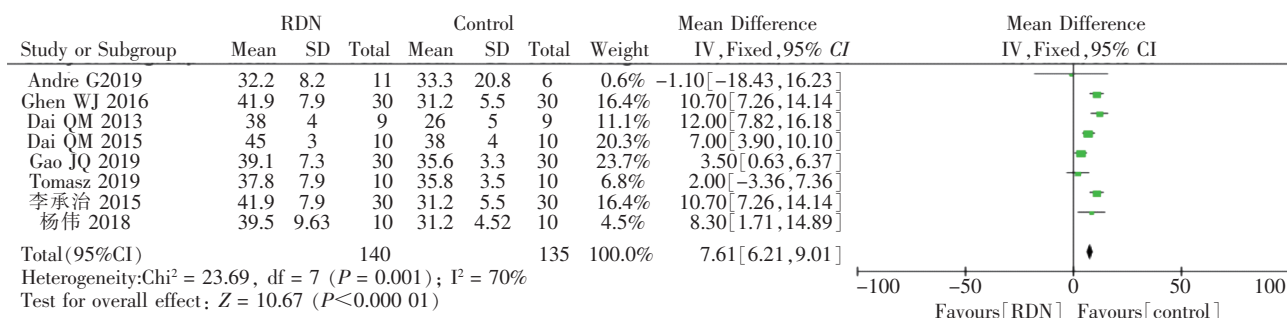 RDN Control Mean Difference Mean Difference
Study or Subgroup Mean SD Total Mean SD Total Weight IV,Fixed,95% CI IV,Fixed,95% CI
Andre G2019 32.2 8.2 11 33.3 20.8 6 0.6% -1.10[-18.43,16.23]
Ghen WJ 2016 41.9 7.9 30 31.2 5.5 30 16.4% 10.70[7.26,14.14]
Dai QM 2013 38 4 9 26 5 9 11.1% 12.00[7.82,16.18]
Dai QM 2015 45 3 10 38 4 10 20.3% 7.00[3.90,10.10]
Gao JQ 2019 39.1 7.3 30 35.6 3.3 30 23.7% 3.50[0.63,6.37]
Tomasz 2019 37.8 7.9 10 35.8 3.5 10 6.8% 2.00[-3.36,7.36]
李承治 2015 41.9 7.9 30 31.2 5.5 30 16.4% 10.70[7.26,14.14]
杨伟 2018 39.5 9.63 10 31.2 4.52 10 4.5% 8.30[1.71,14.89]
Total(95%CI) 140 135 100.0% 7.61[6.21,9.01]
Heterogeneity:Chi² = 23.69, df = 7 (P = 0.001); I² = 70%
Test for overall effect: Z = 10.67 (P<0.000 01)
-100 -50 0 50 100
Favours[RDN] Favours[control]